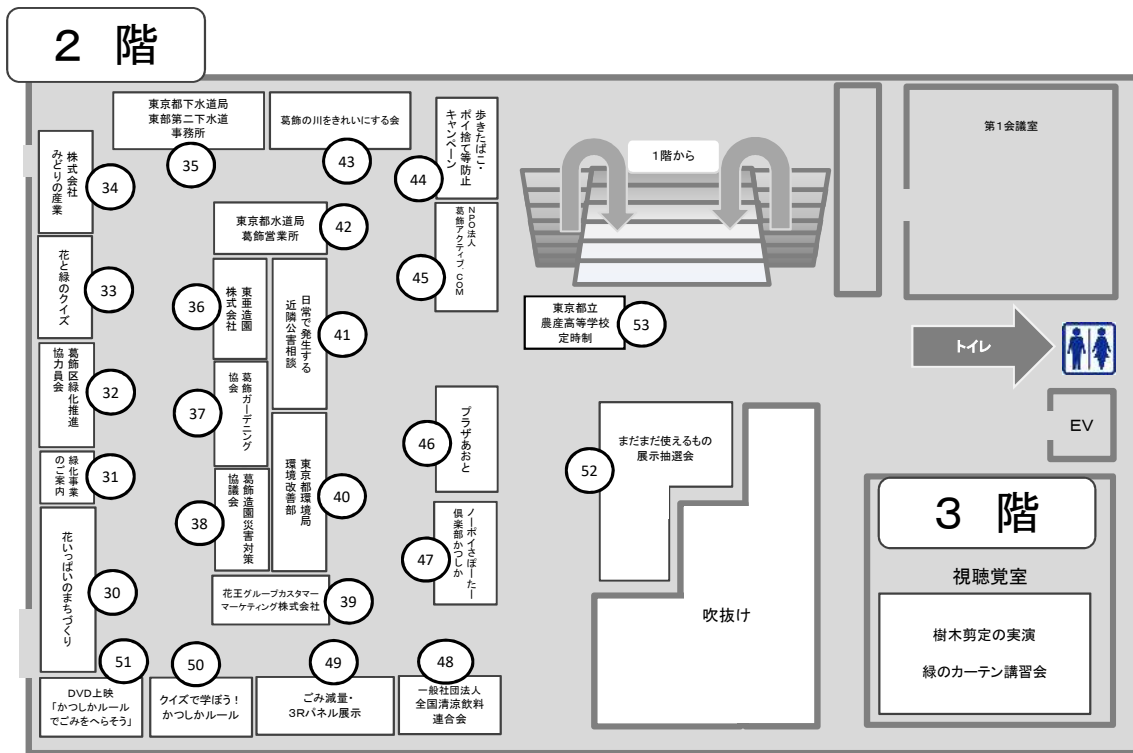 2 階
東京都下水道局
東部第二下水道
事務所
35
葛飾の川をきれいにする会
43
歩きたばこ・
ポイ捨て等防止
キャンペーン
44
1階から
第1会議室
株式会社
みどりの産業
34
東京都水道局
葛飾営業所
42
NPO法人
葛飾アクティブ.COM
45
花と緑のクイズ
33
東亜造園
株式会社
36
日常で発生する
近隣公害相談
41
東京都立
農産高等学校
定時制
53
トイレ
葛飾区緑化推進
協力員会
32
葛飾ガーデニング
協会
37
プラザあおと
46
まだまだ使えるもの
展示抽選会
52
EV
緑化事業
のご案内
31
葛飾造園災害対策
協議会
38
東京都環境局
環境改善部
40
ノーポイさぽーたー
倶楽部かつしか
47
3 階
視聴覚室
樹木剪定の実演
緑のカーテン講習会
花いっぱいのまちづくり
30
花王グループカスタマー
マーケティング株式会社
39
吹抜け
51
DVD上映
「かつしかルール
でごみをへらそう」
50
クイズで学ぼう！
かつしかルール
49
ごみ減量・
3Rパネル展示
48
一般社団法人
全国清涼飲料
連合会